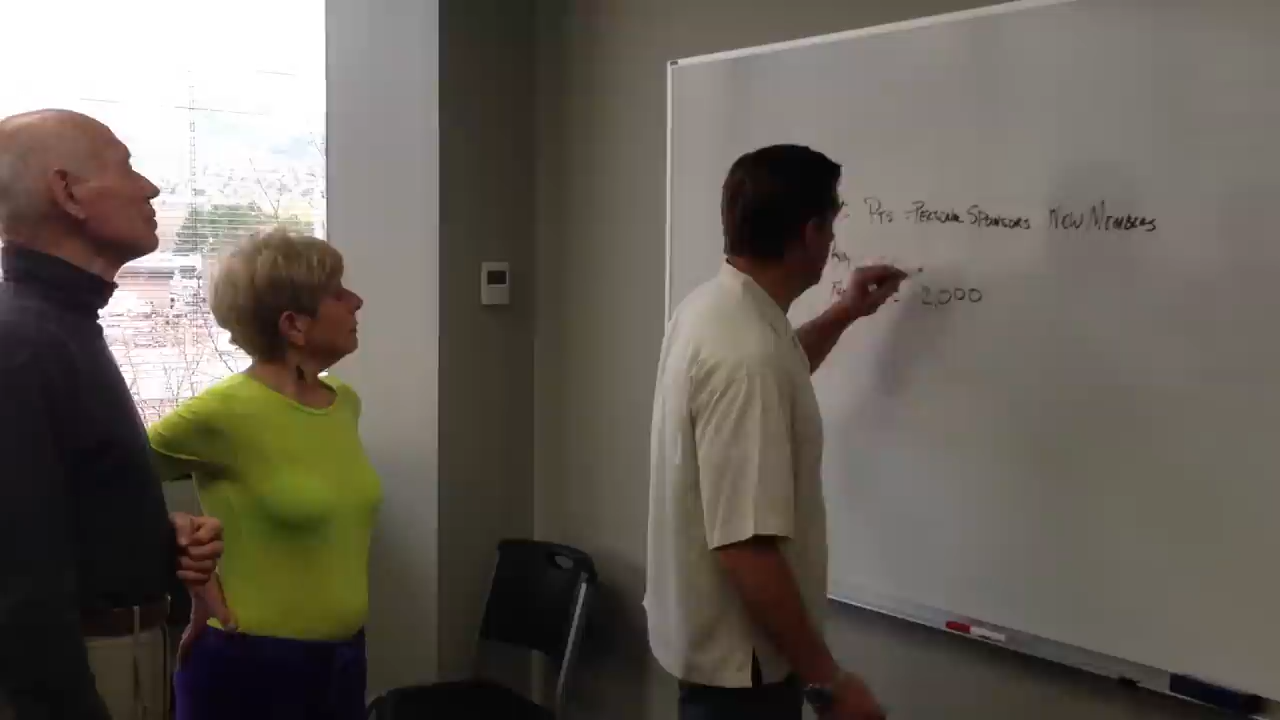 PTS = PERSONAL SPONSORS NEW MEMBERS
= 2,000